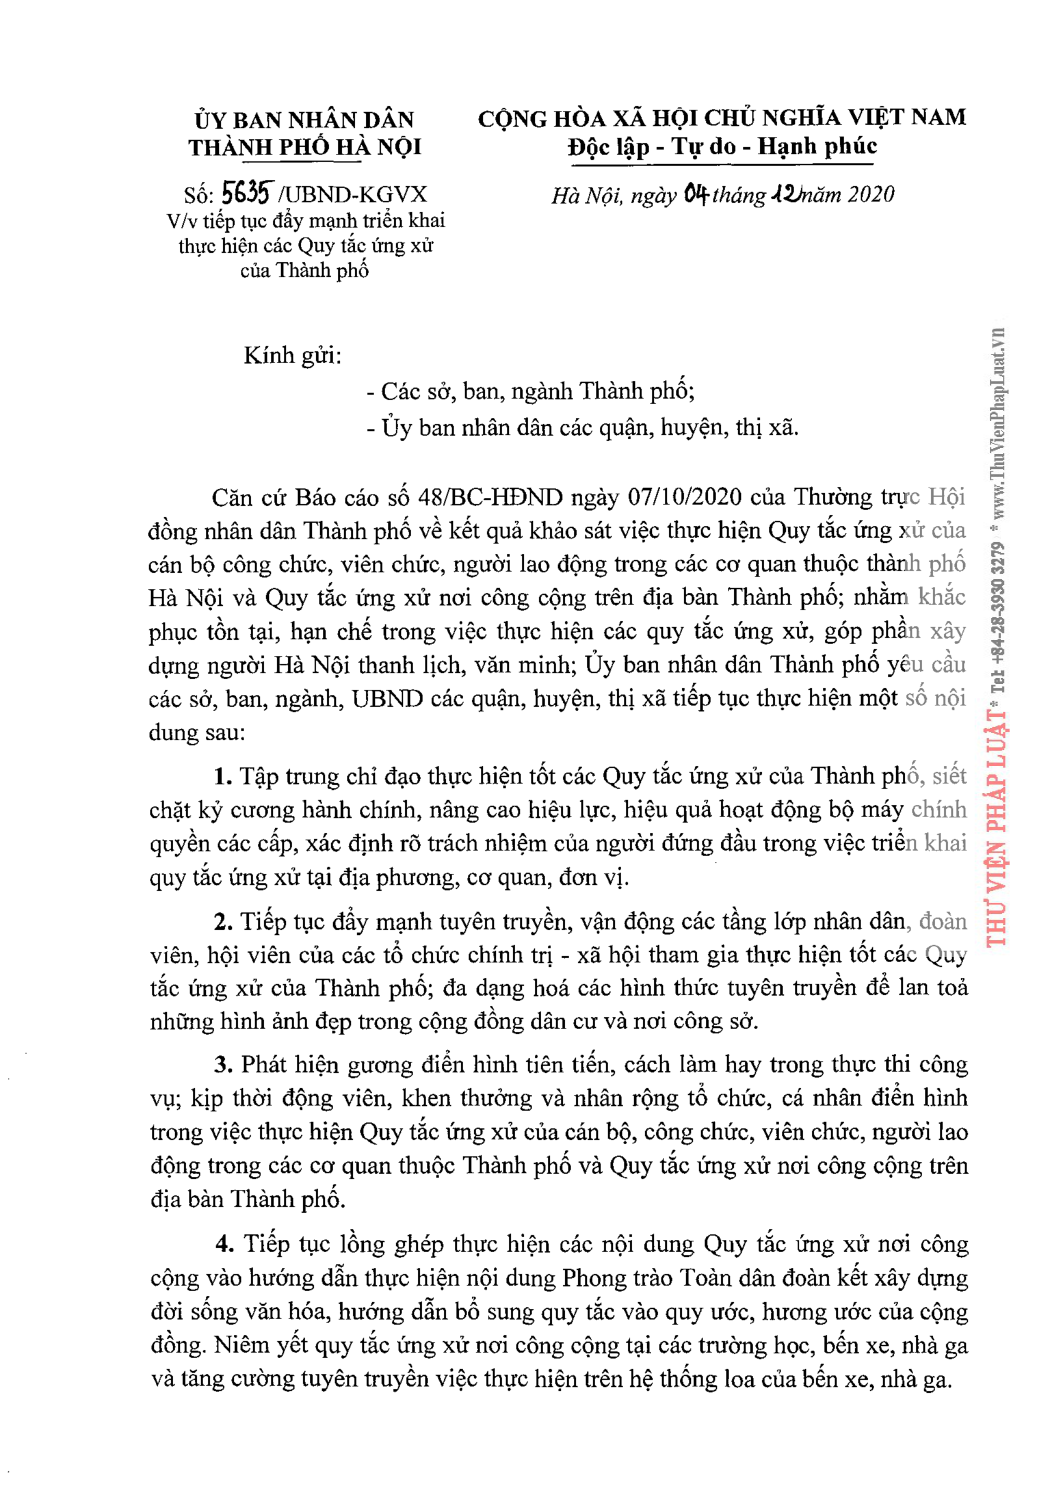 ỦY BAN NHÂN DÂN
THÀNH PHỐ HÀ NỘI
Số: 5635/UBND-KGVX
V/v tiếp tục đẩy mạnh triển khai
thực hiện các Quy tắc ứng xử
của Thành phố
CỘNG HÒA XÃ HỘI CHỦ NGHĨA VIỆT NAM
Độc lập - Tự do - Hạnh phúc
Hà Nội, ngày 04 tháng 12 năm 2020
Kính gửi:
- Các sở, ban, ngành Thành phố;
- Ủy ban nhân dân các quận, huyện, thị xã.
Căn cứ Báo cáo số 48/BC-HĐND ngày 07/10/2020 của Thường trực Hội
đồng nhân dân Thành phố về kết quả khảo sát việc thực hiện Quy tắc ứng xử của
cán bộ công chức, viên chức, người lao động trong các cơ quan thuộc thành phố
Hà Nội và Quy tắc ứng xử nơi công cộng trên địa bàn Thành phố; nhằm khắc
phục tồn tại, hạn chế trong việc thực hiện các quy tắc ứng xử, góp phần xây
dựng người Hà Nội thanh lịch, văn minh; Ủy ban nhân dân Thành phố yêu cầu
các sở, ban, ngành, UBND các quận, huyện, thị xã tiếp tục thực hiện một số nội
dung sau:
1. Tập trung chỉ đạo thực hiện tốt các Quy tắc ứng xử của Thành phố, siết
chặt kỷ cương hành chính, nâng cao hiệu lực, hiệu quả hoạt động bộ máy chính
quyền các cấp, xác định rõ trách nhiệm của người đứng đầu trong việc triển khai
quy tắc ứng xử tại địa phương, cơ quan, đơn vị.
2. Tiếp tục đẩy mạnh tuyên truyền, vận động các tầng lớp nhân dân, đoàn
viên, hội viên của các tổ chức chính trị - xã hội tham gia thực hiện tốt các Quy
tắc ứng xử của Thành phố; đa dạng hoá các hình thức tuyên truyền để lan toả
những hình ảnh đẹp trong cộng đồng dân cư và nơi công sở.
3. Phát hiện gương điển hình tiên tiến, cách làm hay trong thực thi công
vụ; kịp thời động viên, khen thưởng và nhân rộng tổ chức, cá nhân điển hình
trong việc thực hiện Quy tắc ứng xử của cán bộ, công chức, viên chức, người lao
động trong các cơ quan thuộc Thành phố và Quy tắc ứng xử nơi công cộng trên
địa bàn Thành phố.
4. Tiếp tục lồng ghép thực hiện các nội dung Quy tắc ứng xử nơi công
cộng vào hướng dẫn thực hiện nội dung Phong trào Toàn dân đoàn kết xây dựng
đời sống văn hóa, hướng dẫn bổ sung quy tắc vào quy ước, hương ước của cộng
đồng. Niêm yết quy tắc ứng xử nơi công cộng tại các trường học, bến xe, nhà ga
và tăng cường tuyên truyền việc thực hiện trên hệ thống loa của bến xe, nhà ga.
THƯ VIỆN PHÁP LUẬT * Tel: +84-28-3930 3279 * www.ThuVienPhapLuat.vn